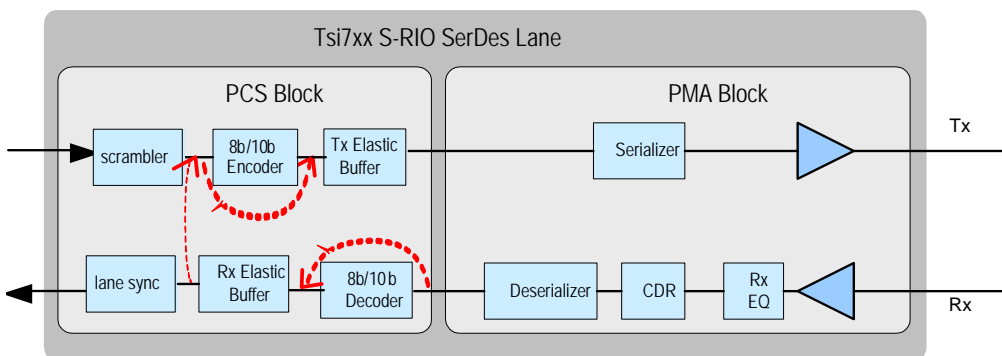 Tsi7xx S-RIO SerDes Lane
PCS Block
PMA Block
scrambler
8b/10b
Encoder
Tx Elastic
Buffer
Serializer
Tx
lane sync
Rx Elastic
Buffer
8b/10b
Decoder
Deserializer
CDR
Rx
EQ
Rx